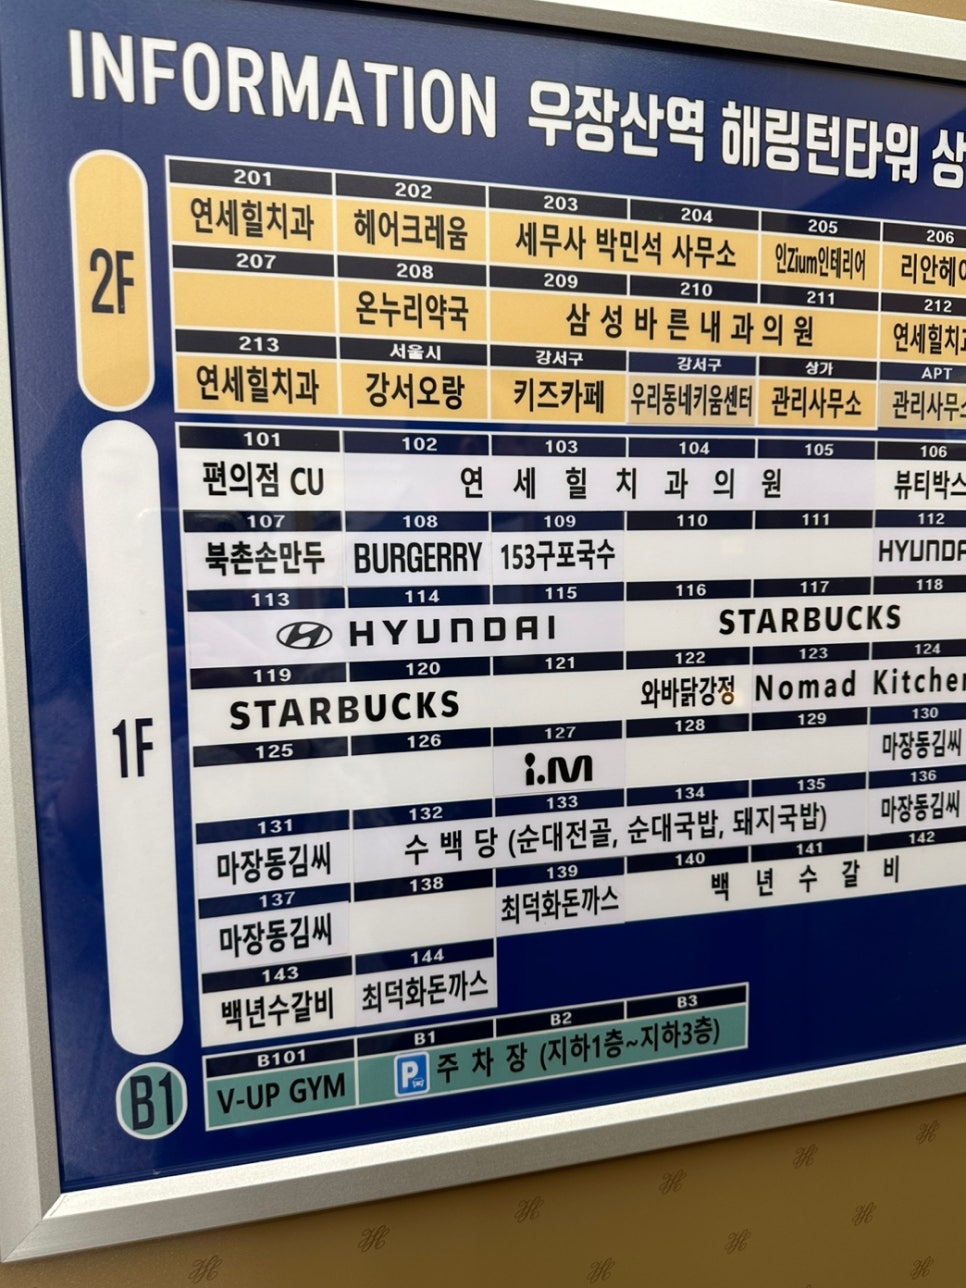 INFORMATION 우장산역 해링턴타워
2F
201 202 203 204 205 206
연세힐치과 헤어크레움 세무사 박민석 사무소 인Zium인테리어
207 208 209 210 211 212
온누리약국 삼성바른내과의원 연세힐치과
213 서울시 강서구 강서구 상가 APT
연세힐치과 강서오랑 키즈카페 우리동네키움센터 관리사무소 관리사무소
1F
101 102 103 104 105 106
편의점 CU 연세힐치과의원 뷰티박스
107 108 109 110 111 112
북촌손만두 BURGERRY 153구포국수 HYUNDAI
113 114 115 116 117 118
HYUNDAI STARBUCKS
119 120 121 122 123 124
STARBUCKS 와바닭강정 Nomad Kitchen
125 126 127 128 129 130
i.M 마장동김씨
131 132 133 134 135 136
마장동김씨 수백당 (순대전골, 순대국밥, 돼지국밥) 마장동김씨
137 138 139 140 141 142
마장동김씨 최덕화돈까스 백년수갈비
143 144
백년수갈비 최덕화돈까스
B1
B101 B1 B2 B3
V-UP GYM P 주차장 (지하1층~지하3층)